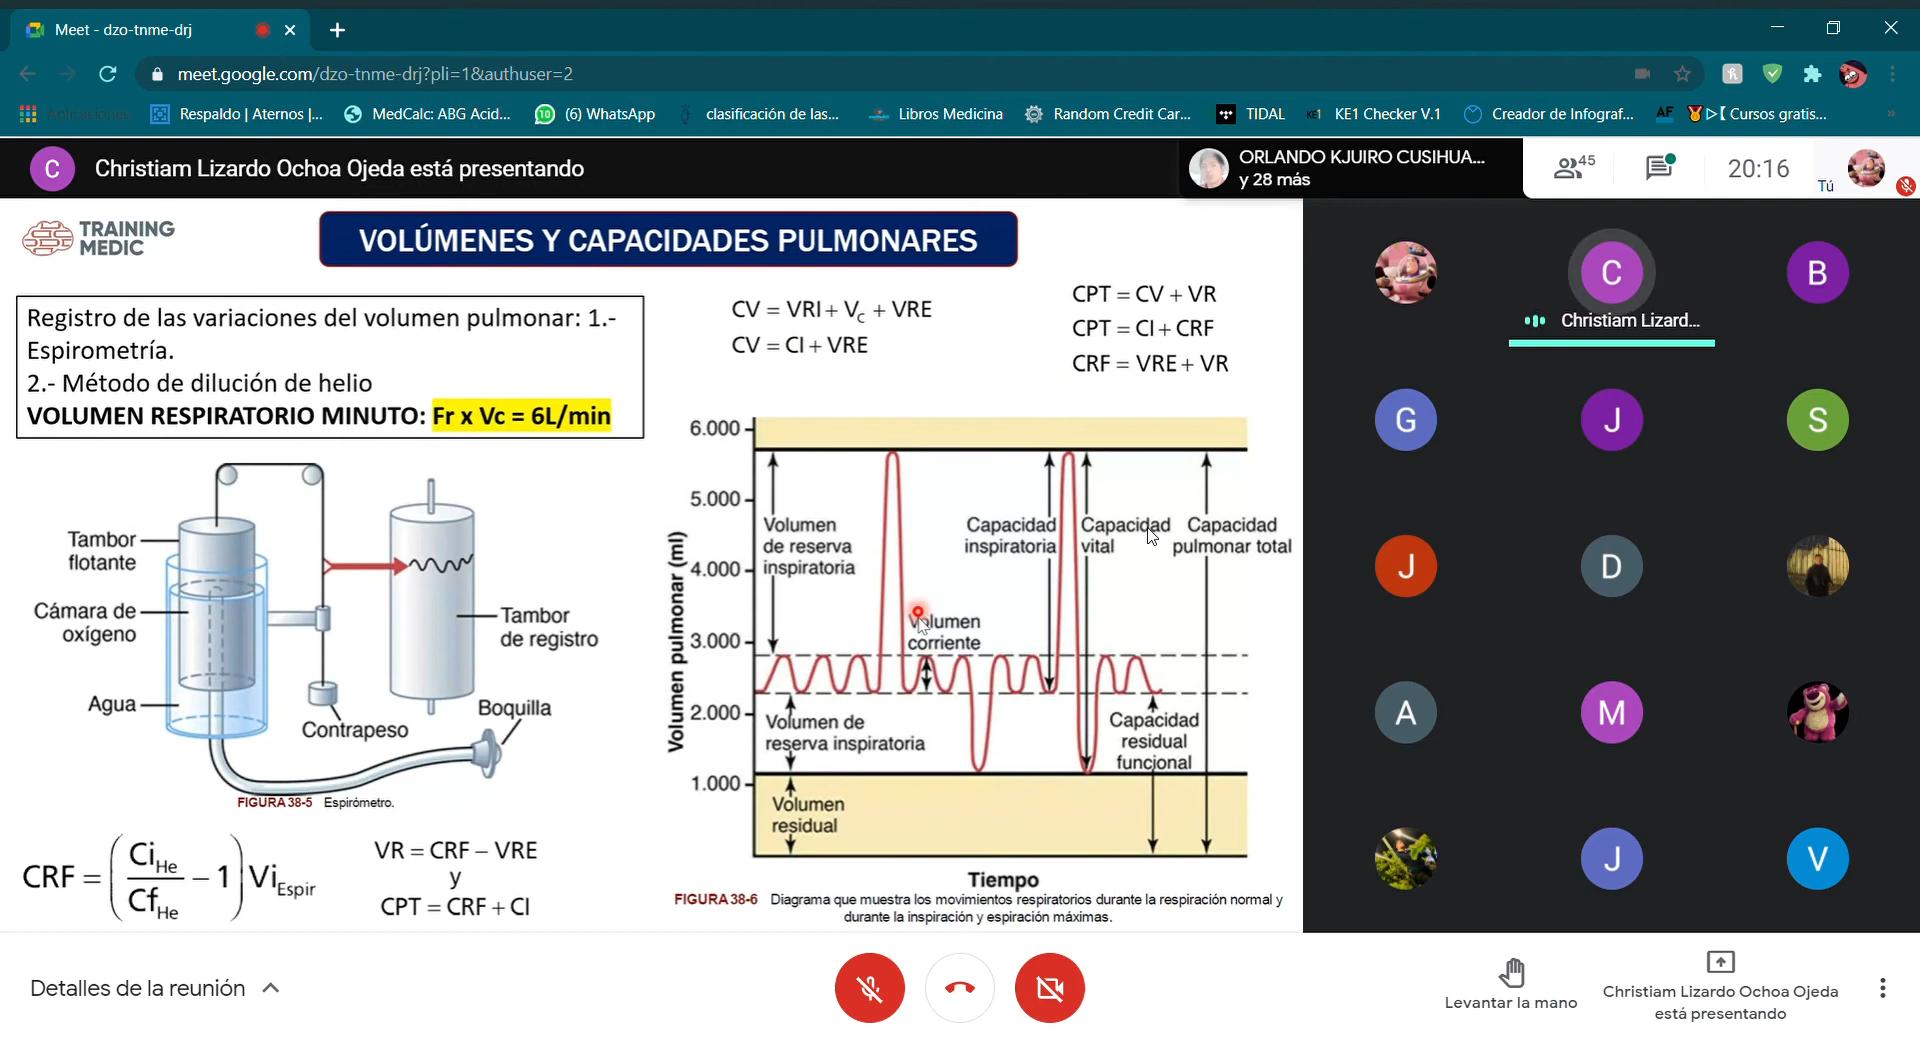 Meet - dzo-tnme-drj
meet.google.com/dzo-tnme-drj?pli=1&authuser=2
Aplicaciones
Respaldo | Aternos |...
MedCalc: ABG Acid...
(6) WhatsApp
clasificación de las...
Libros Medicina
Random Credit Car...
TIDAL
KE1 KE1 Checker V.1
Creador de Infograf...
AF
Cursos gratis...
C
Christiam Lizardo Ochoa Ojeda está presentando
ORLANDO KJUIRO CUSIHUA...
y 28 más
45
20:16
Tú
TRAINING
MEDIC
VOLÚMENES Y CAPACIDADES PULMONARES
Registro de las variaciones del volumen pulmonar: 1.-
Espirometría.
2.- Método de dilución de helio
VOLUMEN RESPIRATORIO MINUTO: Fr x Vc = 6L/min
CV = VRI + Vc + VRE
CV = CI + VRE
CPT = CV + VR
CPT = CI + CRF
CRF = VRE + VR
Tambor
flotante
Cámara de
oxígeno
Agua
Contrapeso
Tambor
de registro
Boquilla
FIGURA 38-5 Espirómetro.
CRF = (CiHe / CfHe − 1) ViEspir
VR = CRF − VRE
y
CPT = CRF + CI
Volumen pulmonar (ml)
6.000
5.000
4.000
3.000
2.000
1.000
Volumen
de reserva
inspiratoria
Volumen
corriente
Capacidad
inspiratoria
Capacidad
vital
Capacidad
pulmonar total
Volumen de
reserva inspiratoria
Capacidad
residual
funcional
Volumen
residual
Tiempo
FIGURA 38-6 Diagrama que muestra los movimientos respiratorios durante la respiración normal y
durante la inspiración y espiración máximas.
C
B
Christiam Lizard...
G
J
S
J
D
A
M
J
V
Detalles de la reunión
Levantar la mano
Christiam Lizardo Ochoa Ojeda
está presentando